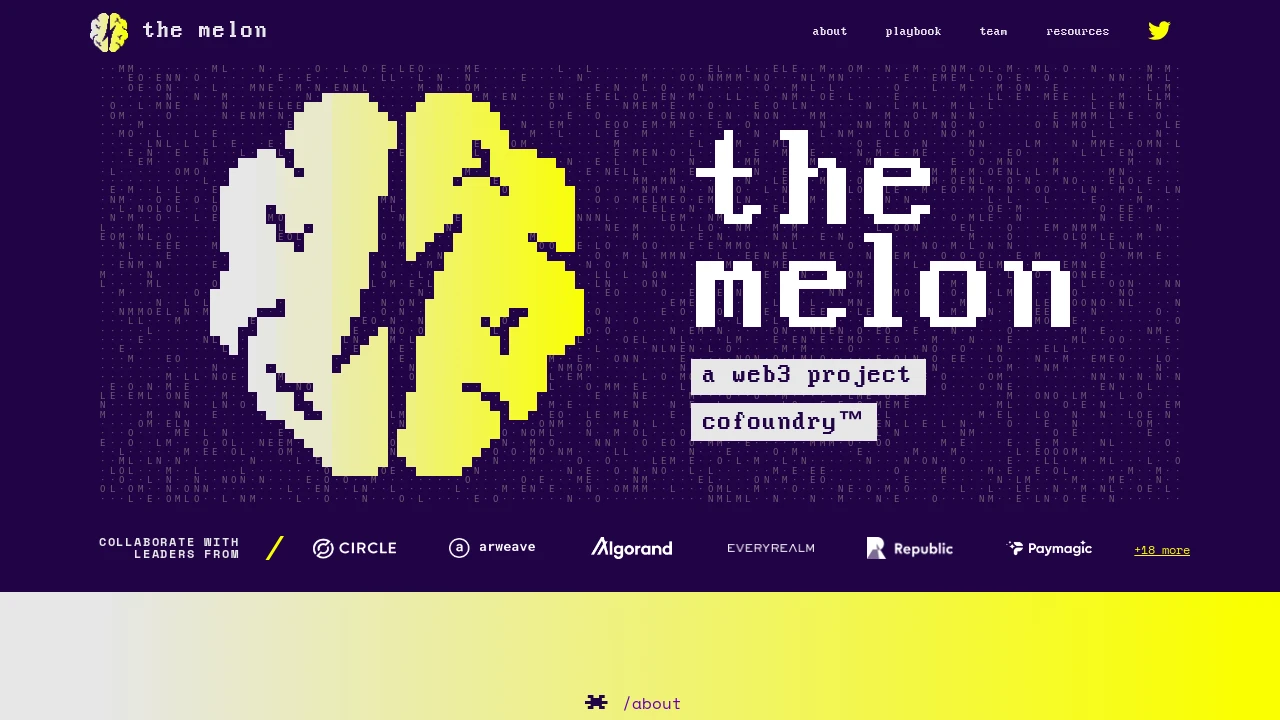 the melon
about
playbook
team
resources
the
melon
a web3 project
cofoundry™
COLLABORATE WITH
LEADERS FROM
/
CIRCLE
arweave
Algorand
EVERYREALM
Republic
Paymagic
+18 more
/about